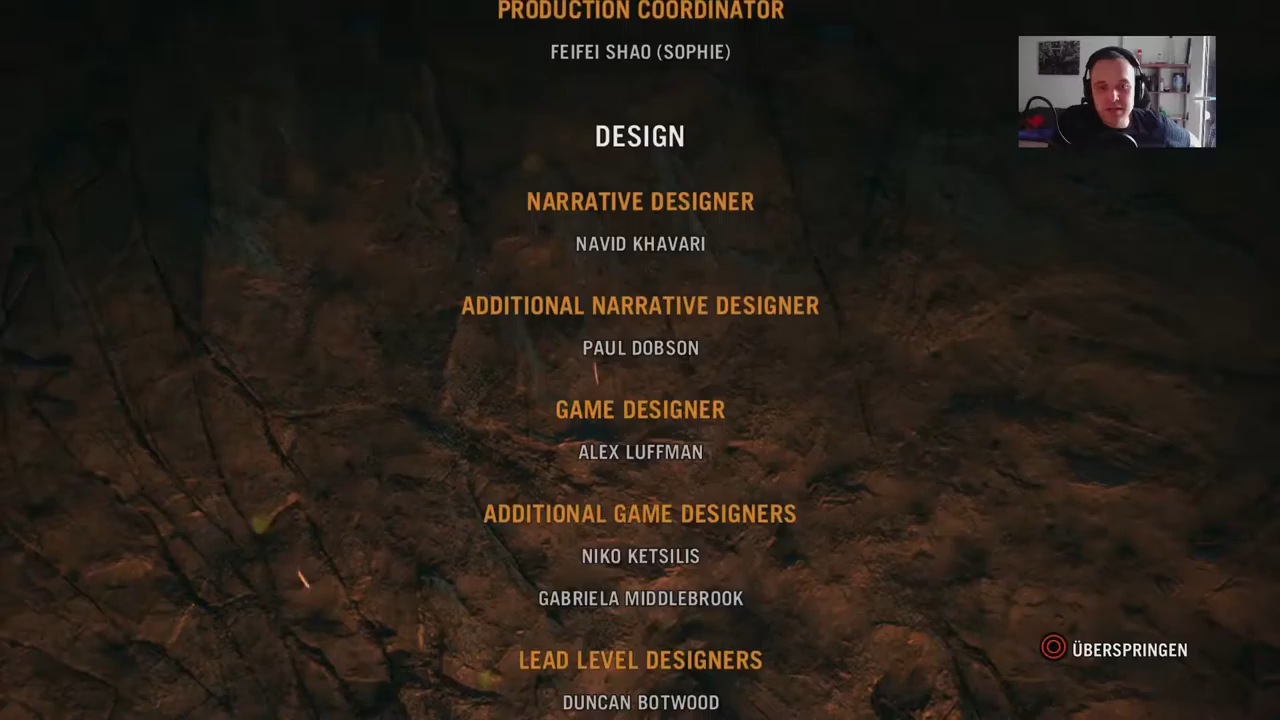 PRODUCTION COORDINATOR
FEIFEI SHAO (SOPHIE)
DESIGN
NARRATIVE DESIGNER
NAVID KHAVARI
ADDITIONAL NARRATIVE DESIGNER
PAUL DOBSON
GAME DESIGNER
ALEX LUFFMAN
ADDITIONAL GAME DESIGNERS
NIKO KETSILIS
GABRIELA MIDDLEBROOK
LEAD LEVEL DESIGNERS
DUNCAN BOTWOOD
ÜBERSPRINGEN